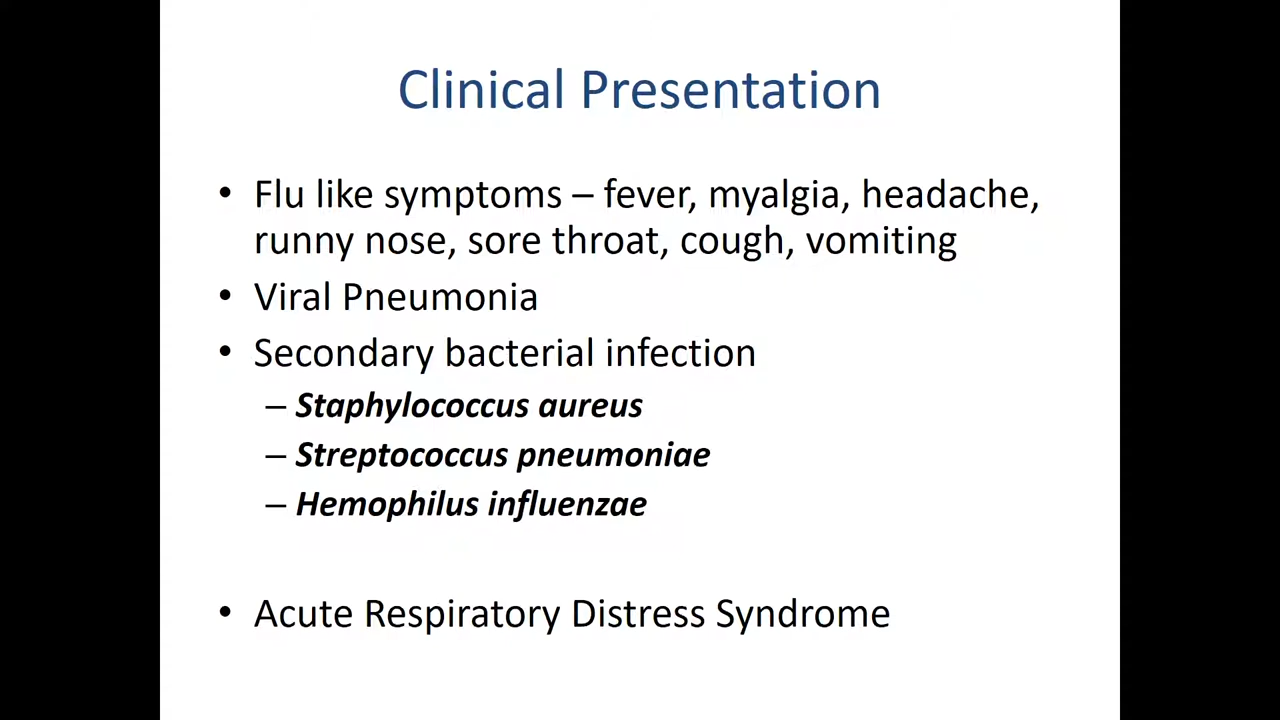 Clinical Presentation
• Flu like symptoms – fever, myalgia, headache,
runny nose, sore throat, cough, vomiting
• Viral Pneumonia
• Secondary bacterial infection
– Staphylococcus aureus
– Streptococcus pneumoniae
– Hemophilus influenzae
• Acute Respiratory Distress Syndrome